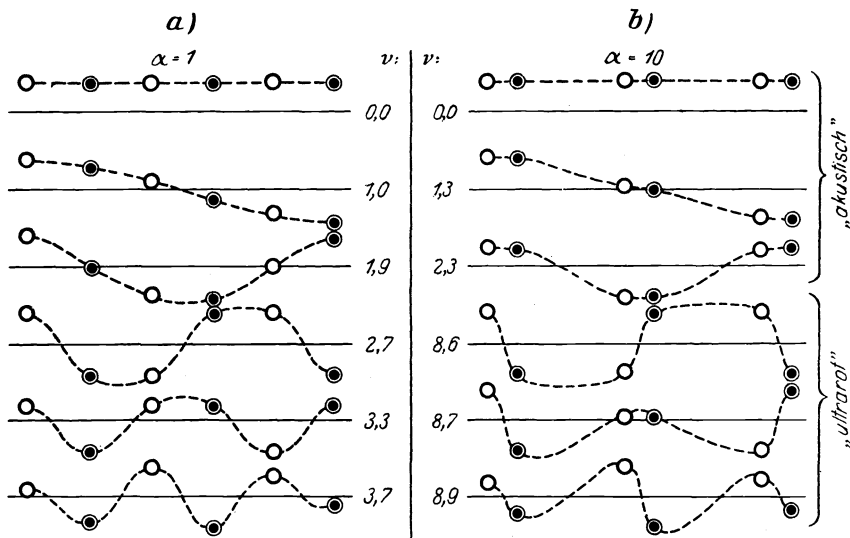 a)
α = 1
ν:
0,0
1,0
1,9
2,7
3,3
3,7
b)
ν:
α = 10
0,0
1,3
2,3
8,6
8,7
8,9
„akustisch”
„ultrarot”